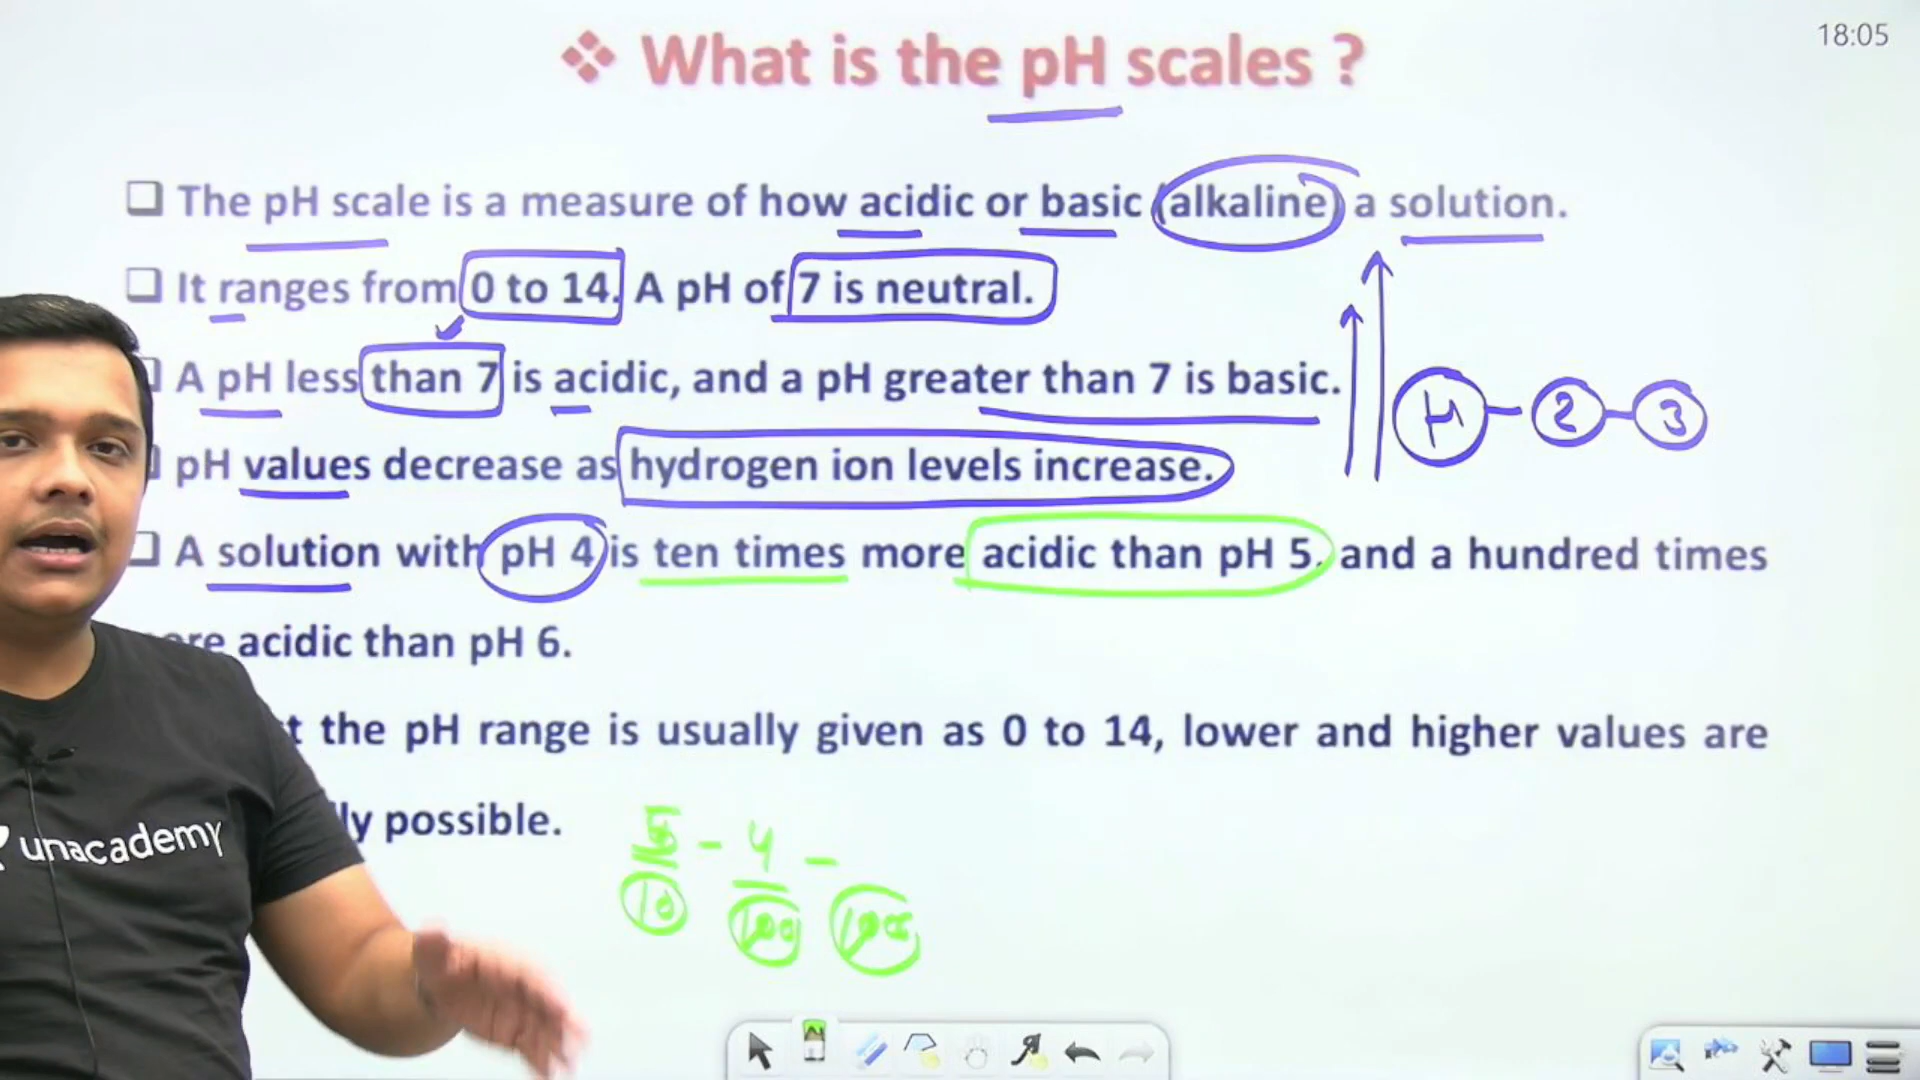 18:05
❖ What is the pH scales ?
❑ The pH scale is a measure of how acidic or basic (alkaline) a solution.
❑ It ranges from 0 to 14. A pH of 7 is neutral.
A pH less than 7 is acidic, and a pH greater than 7 is basic.
2 - 3
pH values decrease as hydrogen ion levels increase.
❑ A solution with pH 4 is ten times more acidic than pH 5, and a hundred times
acidic than pH 6.
the pH range is usually given as 0 to 14, lower and higher values are
possible.
- 4 -
10
unacademy